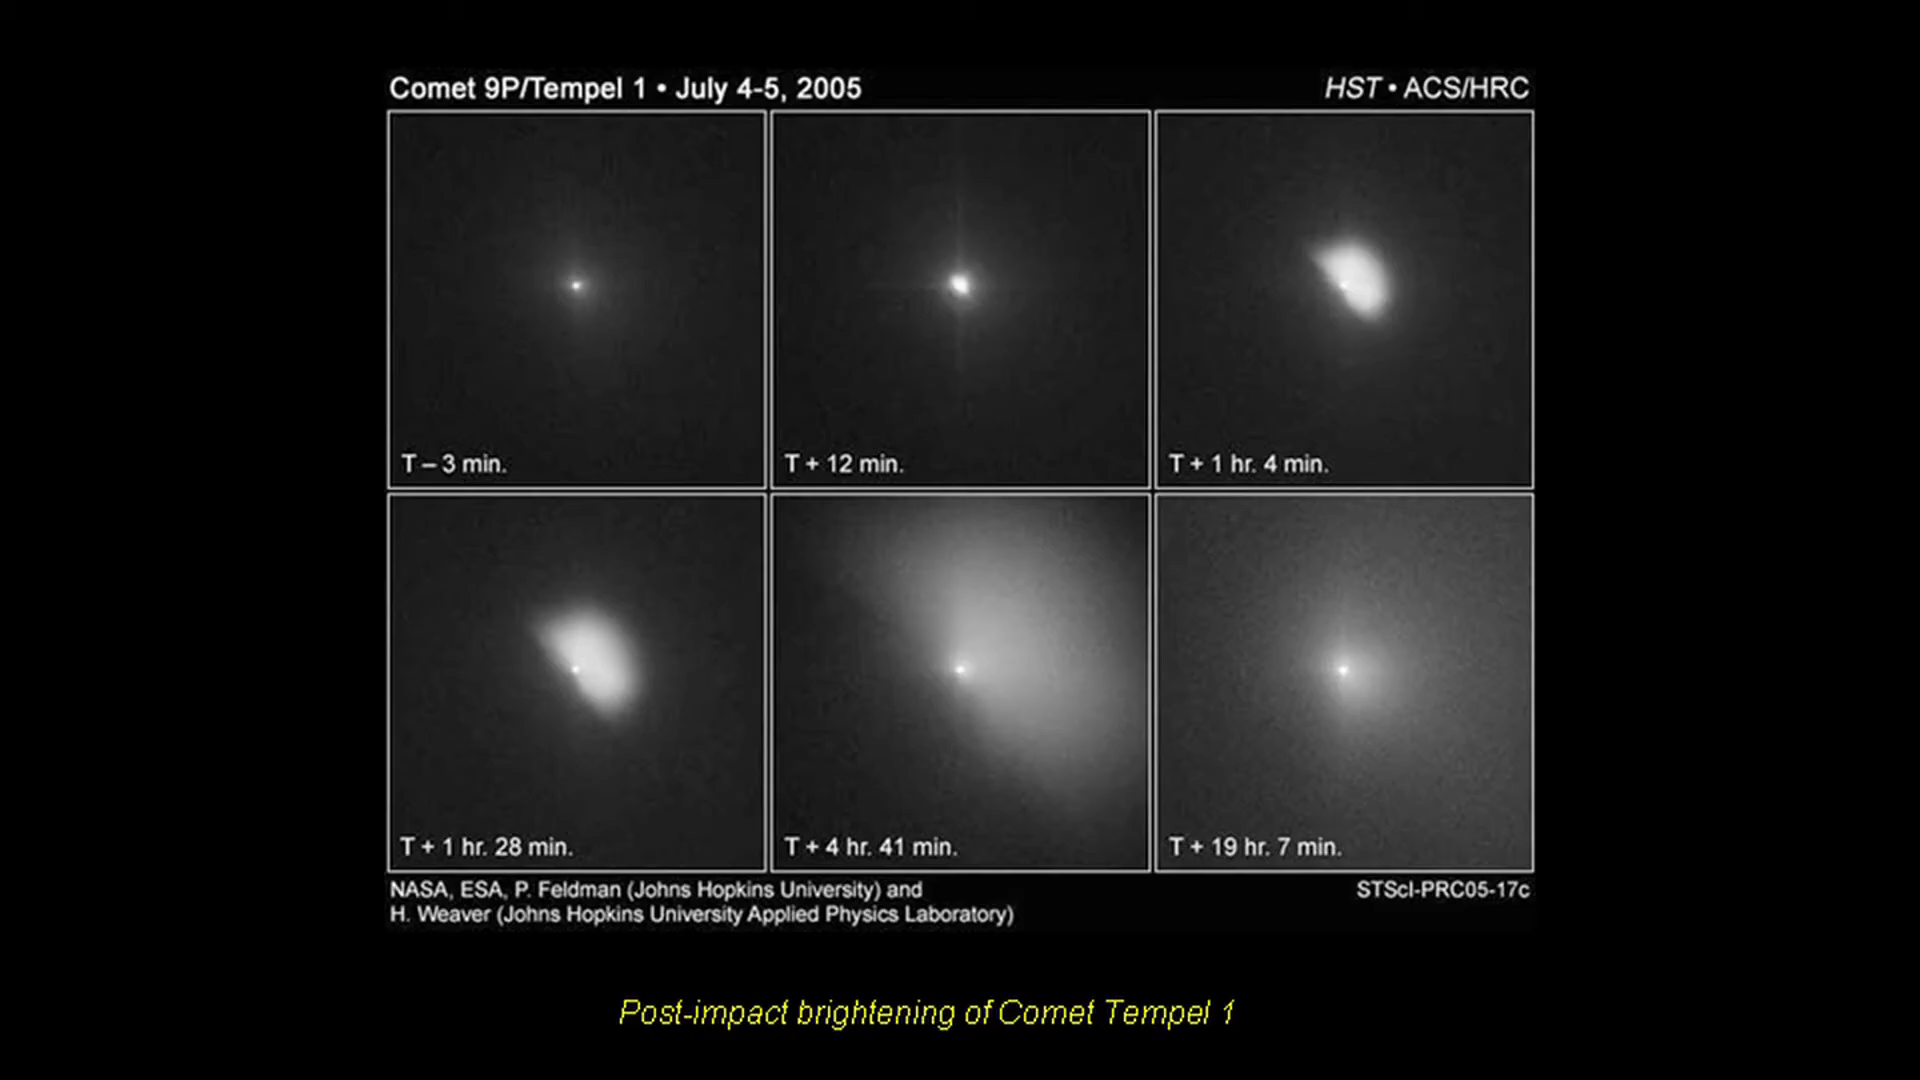 Comet 9P/Tempel 1 • July 4-5, 2005
HST • ACS/HRC
T – 3 min.
T + 12 min.
T + 1 hr. 4 min.
T + 1 hr. 28 min.
T + 4 hr. 41 min.
T + 19 hr. 7 min.
NASA, ESA, P. Feldman (Johns Hopkins University) and
H. Weaver (Johns Hopkins University Applied Physics Laboratory)
STScI-PRC05-17c
Post-impact brightening of Comet Tempel 1